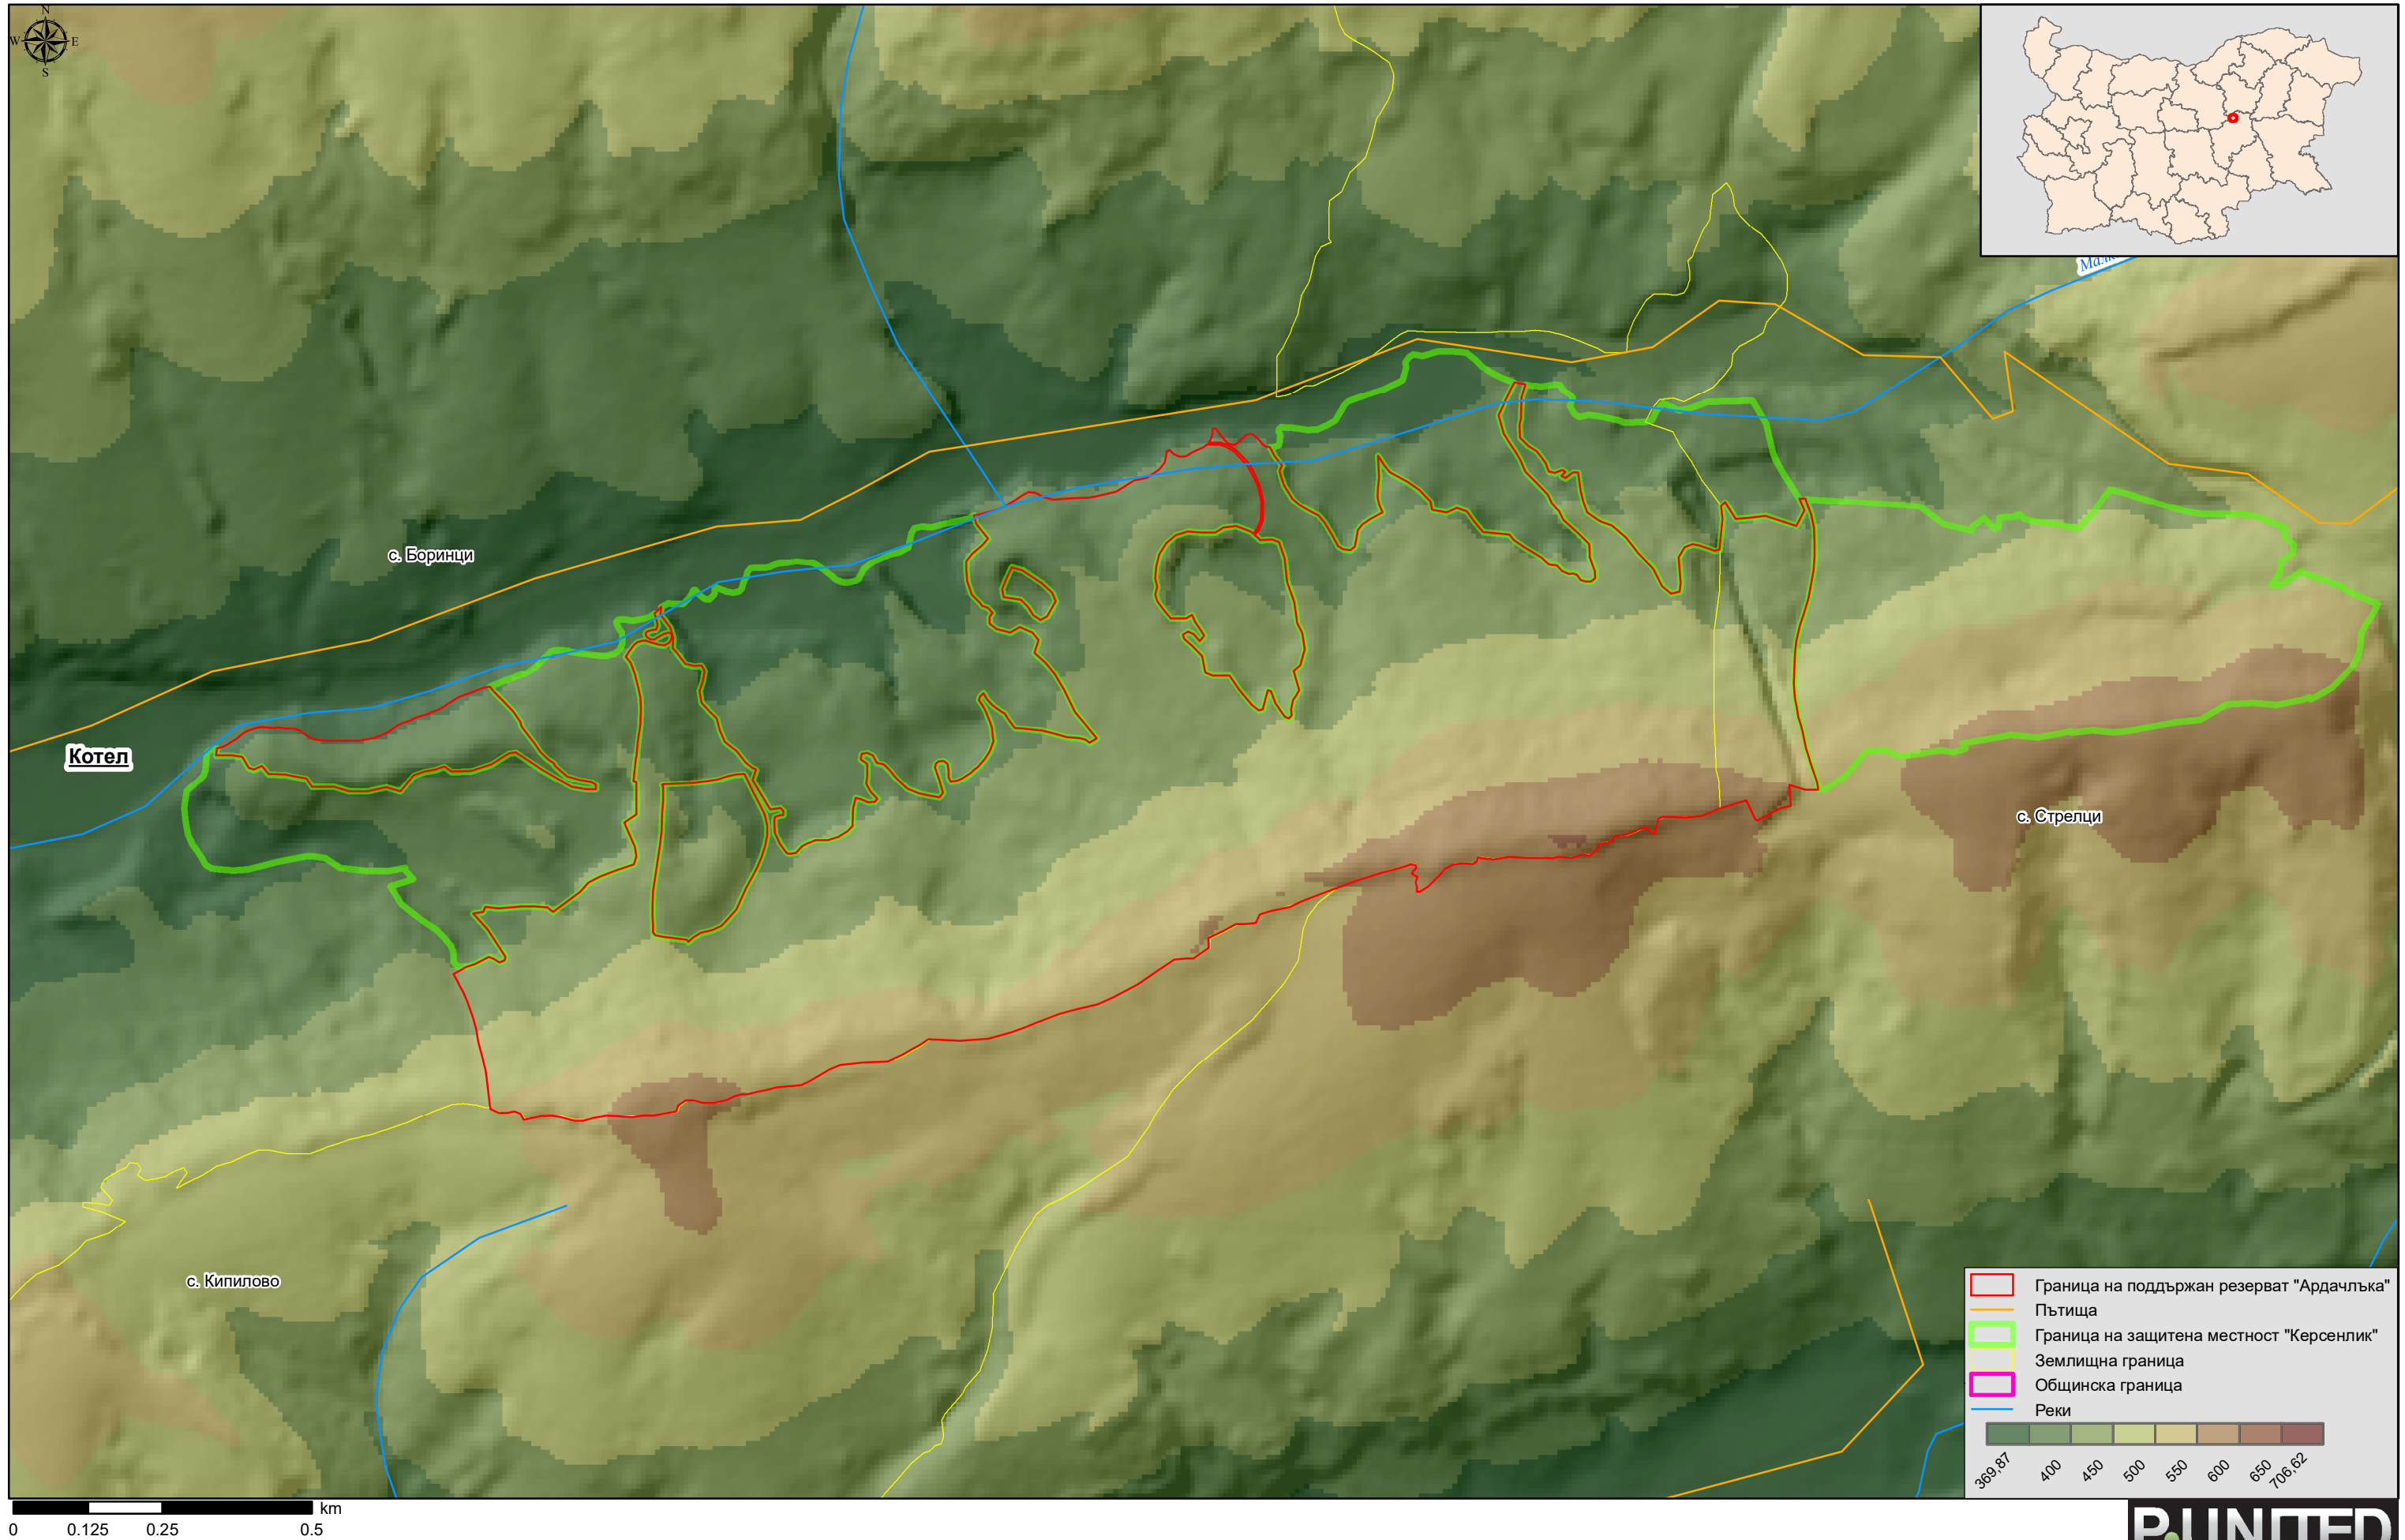 N
W E
S
с. Боринци
Котел
с. Стрелци
с. Кипилово
Граница на поддържан резерват "Ардачлъка"
Пътища
Граница на защитена местност "Керсенлик"
Землищна граница
Общинска граница
Реки
369,87 400 450 500 550 600 650 706,62
km
0 0.125 0.25 0.5
P.UNITED